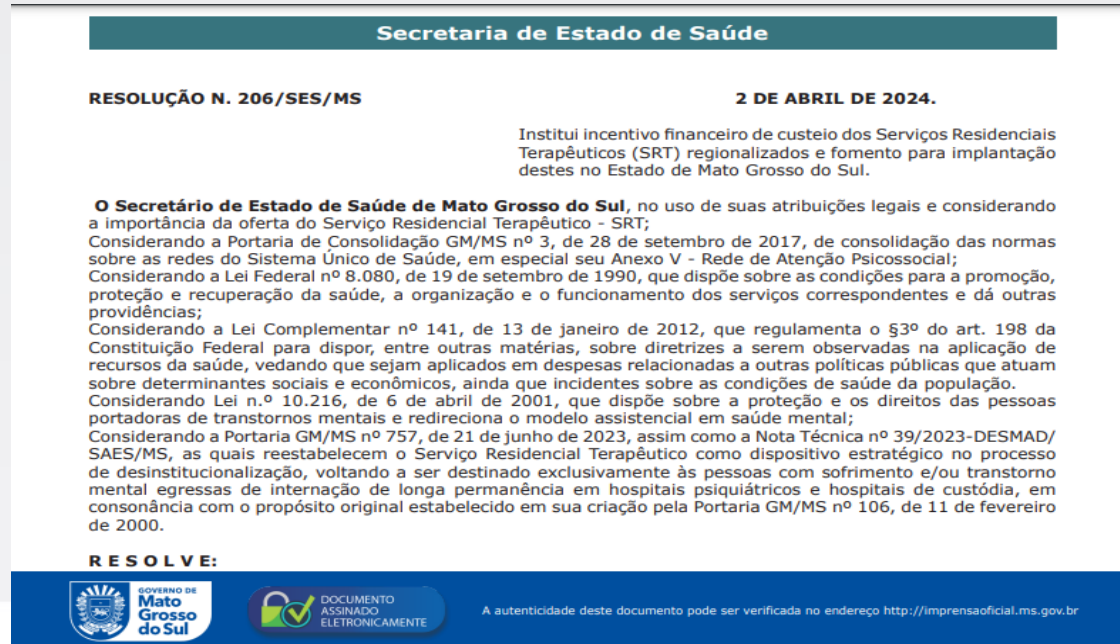 Secretaria de Estado de Saúde
RESOLUÇÃO N. 206/SES/MS 2 DE ABRIL DE 2024.
Institui incentivo financeiro de custeio dos Serviços Residenciais
Terapêuticos (SRT) regionalizados e fomento para implantação
destes no Estado de Mato Grosso do Sul.
O Secretário de Estado de Saúde de Mato Grosso do Sul, no uso de suas atribuições legais e considerando
a importância da oferta do Serviço Residencial Terapêutico - SRT;
Considerando a Portaria de Consolidação GM/MS nº 3, de 28 de setembro de 2017, de consolidação das normas
sobre as redes do Sistema Único de Saúde, em especial seu Anexo V - Rede de Atenção Psicossocial;
Considerando a Lei Federal nº 8.080, de 19 de setembro de 1990, que dispõe sobre as condições para a promoção,
proteção e recuperação da saúde, a organização e o funcionamento dos serviços correspondentes e dá outras
providências;
Considerando a Lei Complementar nº 141, de 13 de janeiro de 2012, que regulamenta o §3º do art. 198 da
Constituição Federal para dispor, entre outras matérias, sobre diretrizes a serem observadas na aplicação de
recursos da saúde, vedando que sejam aplicados em despesas relacionadas a outras políticas públicas que atuam
sobre determinantes sociais e econômicos, ainda que incidentes sobre as condições de saúde da população.
Considerando Lei n.º 10.216, de 6 de abril de 2001, que dispõe sobre a proteção e os direitos das pessoas
portadoras de transtornos mentais e redireciona o modelo assistencial em saúde mental;
Considerando a Portaria GM/MS nº 757, de 21 de junho de 2023, assim como a Nota Técnica nº 39/2023-DESMAD/
SAES/MS, as quais reestabelecem o Serviço Residencial Terapêutico como dispositivo estratégico no processo
de desinstitucionalização, voltando a ser destinado exclusivamente às pessoas com sofrimento e/ou transtorno
mental egressas de internação de longa permanência em hospitais psiquiátricos e hospitais de custódia, em
consonância com o propósito original estabelecido em sua criação pela Portaria GM/MS nº 106, de 11 de fevereiro
de 2000.
R E S O L V E:
GOVERNO DE
Mato
Grosso
do Sul
DOCUMENTO
ASSINADO
ELETRONICAMENTE
A autenticidade deste documento pode ser verificada no endereço http://imprensaoficial.ms.gov.br